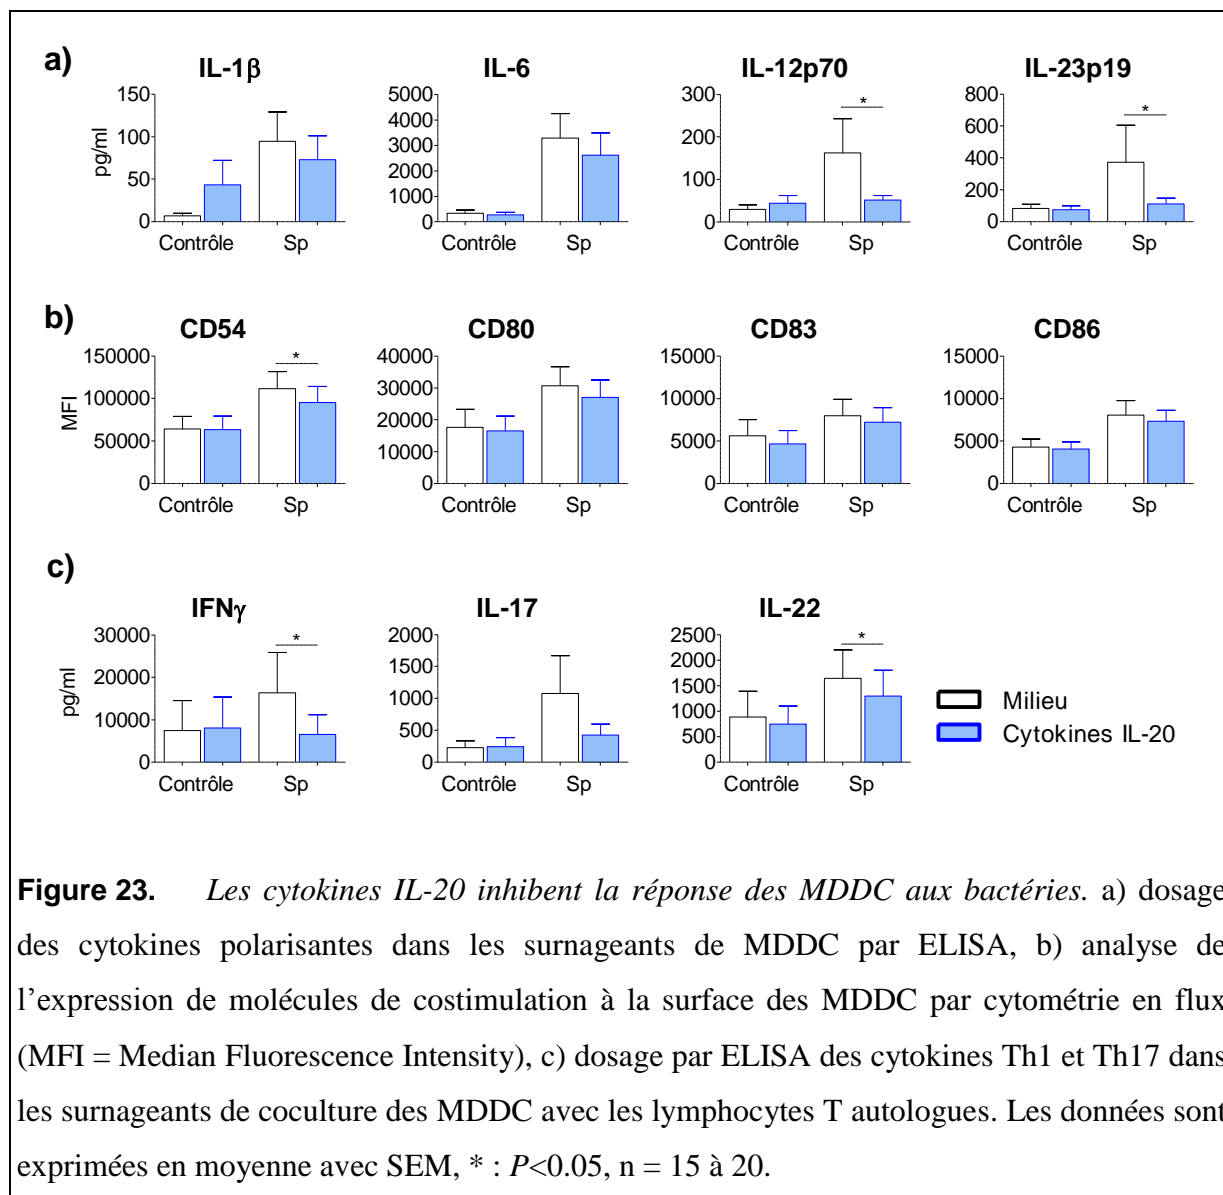 a)
IL-1β
IL-6
IL-12p70
IL-23p19
pg/ml
150
100
50
0
Contrôle
Sp
5000
4000
3000
2000
1000
0
Contrôle
Sp
300
200
100
0
*
Contrôle
Sp
800
600
400
200
0
*
Contrôle
Sp
b)
CD54
CD80
CD83
CD86
MFI
150000
100000
50000
0
*
Contrôle
Sp
40000
30000
20000
10000
0
Contrôle
Sp
15000
10000
5000
0
Contrôle
Sp
15000
10000
5000
0
Contrôle
Sp
c)
IFNγ
IL-17
IL-22
pg/ml
30000
20000
10000
0
*
Contrôle
Sp
2000
1500
1000
500
0
Contrôle
Sp
2500
2000
1500
1000
500
0
*
Contrôle
Sp
Milieu
Cytokines IL-20
Figure 23. Les cytokines IL-20 inhibent la réponse des MDDC aux bactéries. a) dosage
des cytokines polarisantes dans les surnageants de MDDC par ELISA, b) analyse de
l’expression de molécules de costimulation à la surface des MDDC par cytométrie en flux
(MFI = Median Fluorescence Intensity), c) dosage par ELISA des cytokines Th1 et Th17 dans
les surnageants de coculture des MDDC avec les lymphocytes T autologues. Les données sont
exprimées en moyenne avec SEM, * : P<0.05, n = 15 à 20.